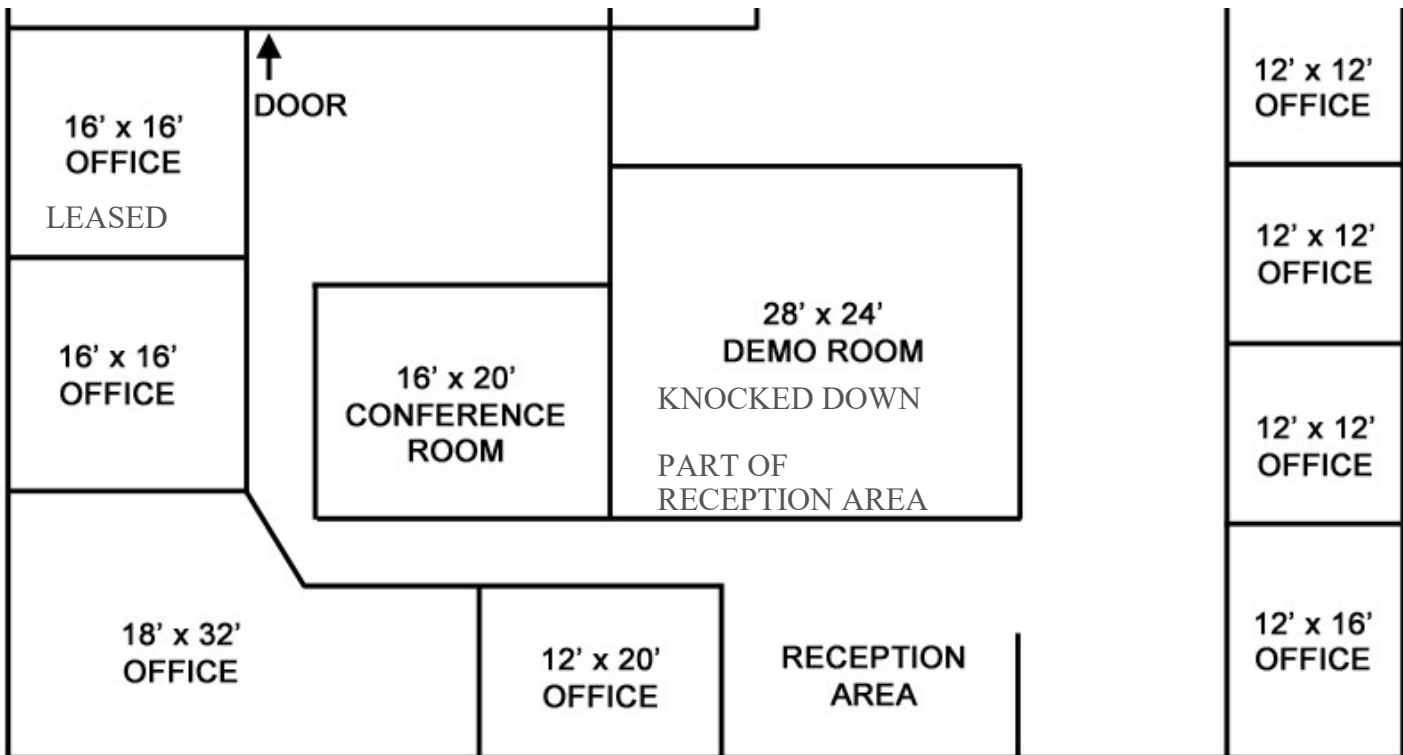 16’ x 16’
OFFICE
LEASED
DOOR
12’ x 12’
OFFICE
16’ x 16’
OFFICE
16’ x 20’
CONFERENCE
ROOM
28’ x 24’
DEMO ROOM
KNOCKED DOWN
PART OF
RECEPTION AREA
12’ x 12’
OFFICE
12’ x 12’
OFFICE
18’ x 32’
OFFICE
12’ x 20’
OFFICE
RECEPTION
AREA
12’ x 16’
OFFICE